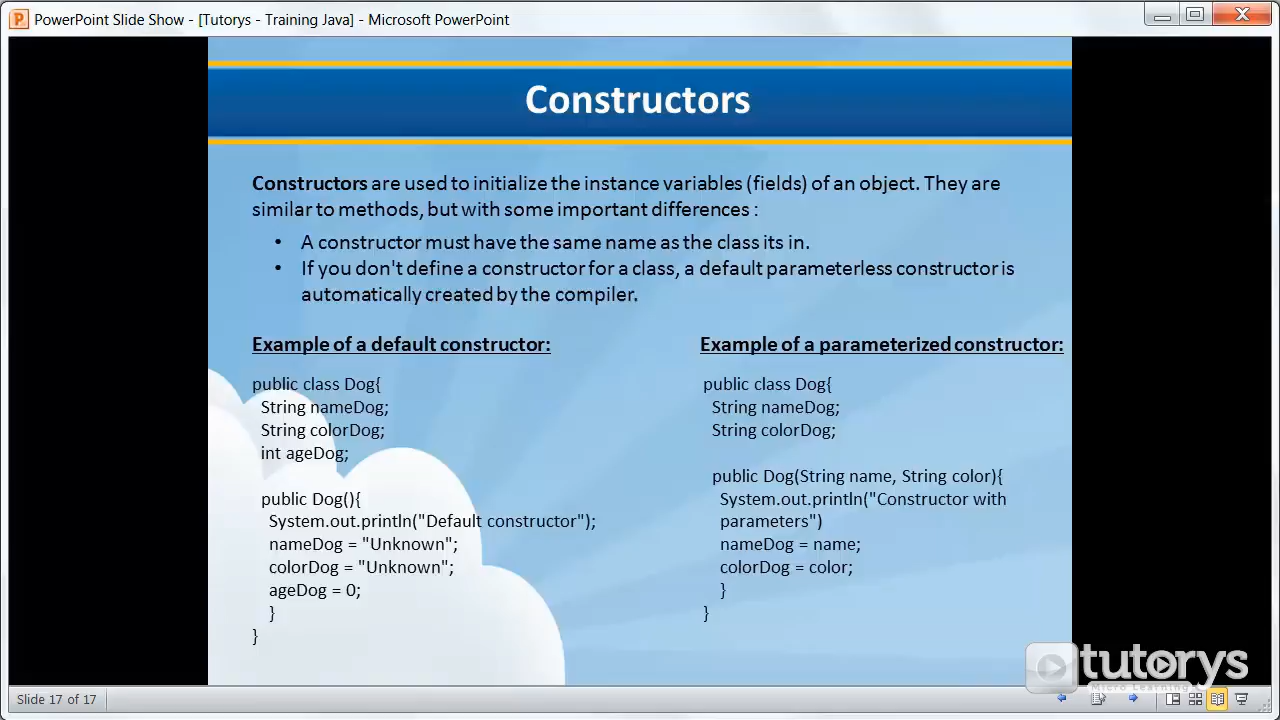 PowerPoint Slide Show - [Tutorys - Training Java] - Microsoft PowerPoint
Constructors
Constructors are used to initialize the instance variables (fields) of an object. They are
similar to methods, but with some important differences :
• A constructor must have the same name as the class its in.
• If you don't define a constructor for a class, a default parameterless constructor is
automatically created by the compiler.
Example of a default constructor:
public class Dog{
String nameDog;
String colorDog;
int ageDog;
public Dog(){
System.out.println("Default constructor");
nameDog = "Unknown";
colorDog = "Unknown";
ageDog = 0;
}
}
Example of a parameterized constructor:
public class Dog{
String nameDog;
String colorDog;
public Dog(String name, String color){
System.out.println("Constructor with
parameters")
nameDog = name;
colorDog = color;
}
}
tutorys
Micro Learning
Slide 17 of 17